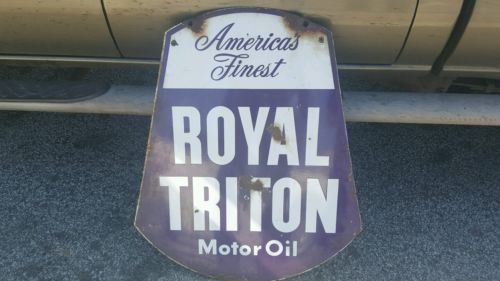 America's
Finest
ROYAL
TRITON
Motor Oil